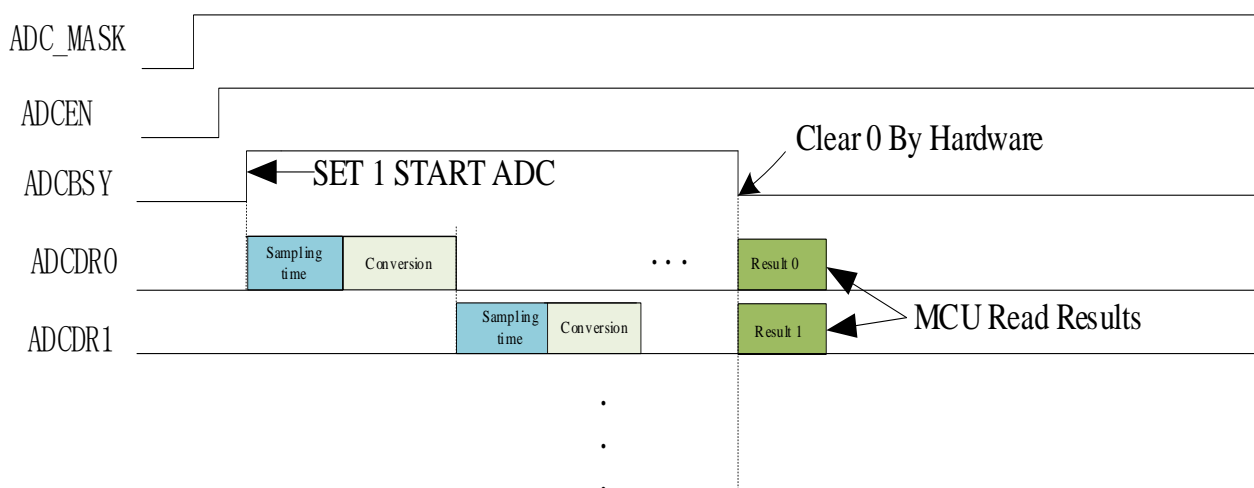 ADC_MASK
ADCEN
Clear 0 By Hardware
ADCBSY
SET 1 START ADC
ADCDR0
Sampling
time
Conversion
...
Result 0
MCU Read Results
ADCDR1
Sampling
time
Conversion
Result 1
.
.
.